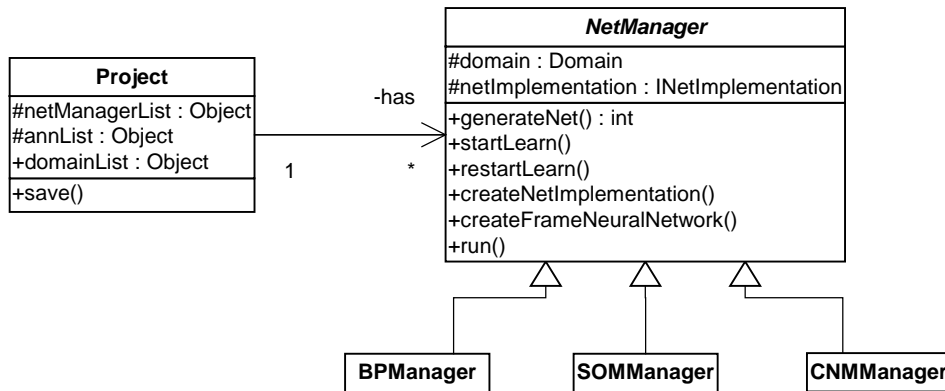 Project
#netManagerList : Object
#annList : Object
+domainList : Object
+save()
-has
1
*
NetManager
#domain : Domain
#netImplementation : INetImplementation
+generateNet() : int
+startLearn()
+restartLearn()
+createNetImplementation()
+createFrameNeuralNetwork()
+run()
BPManager
SOMManager
CNMManager